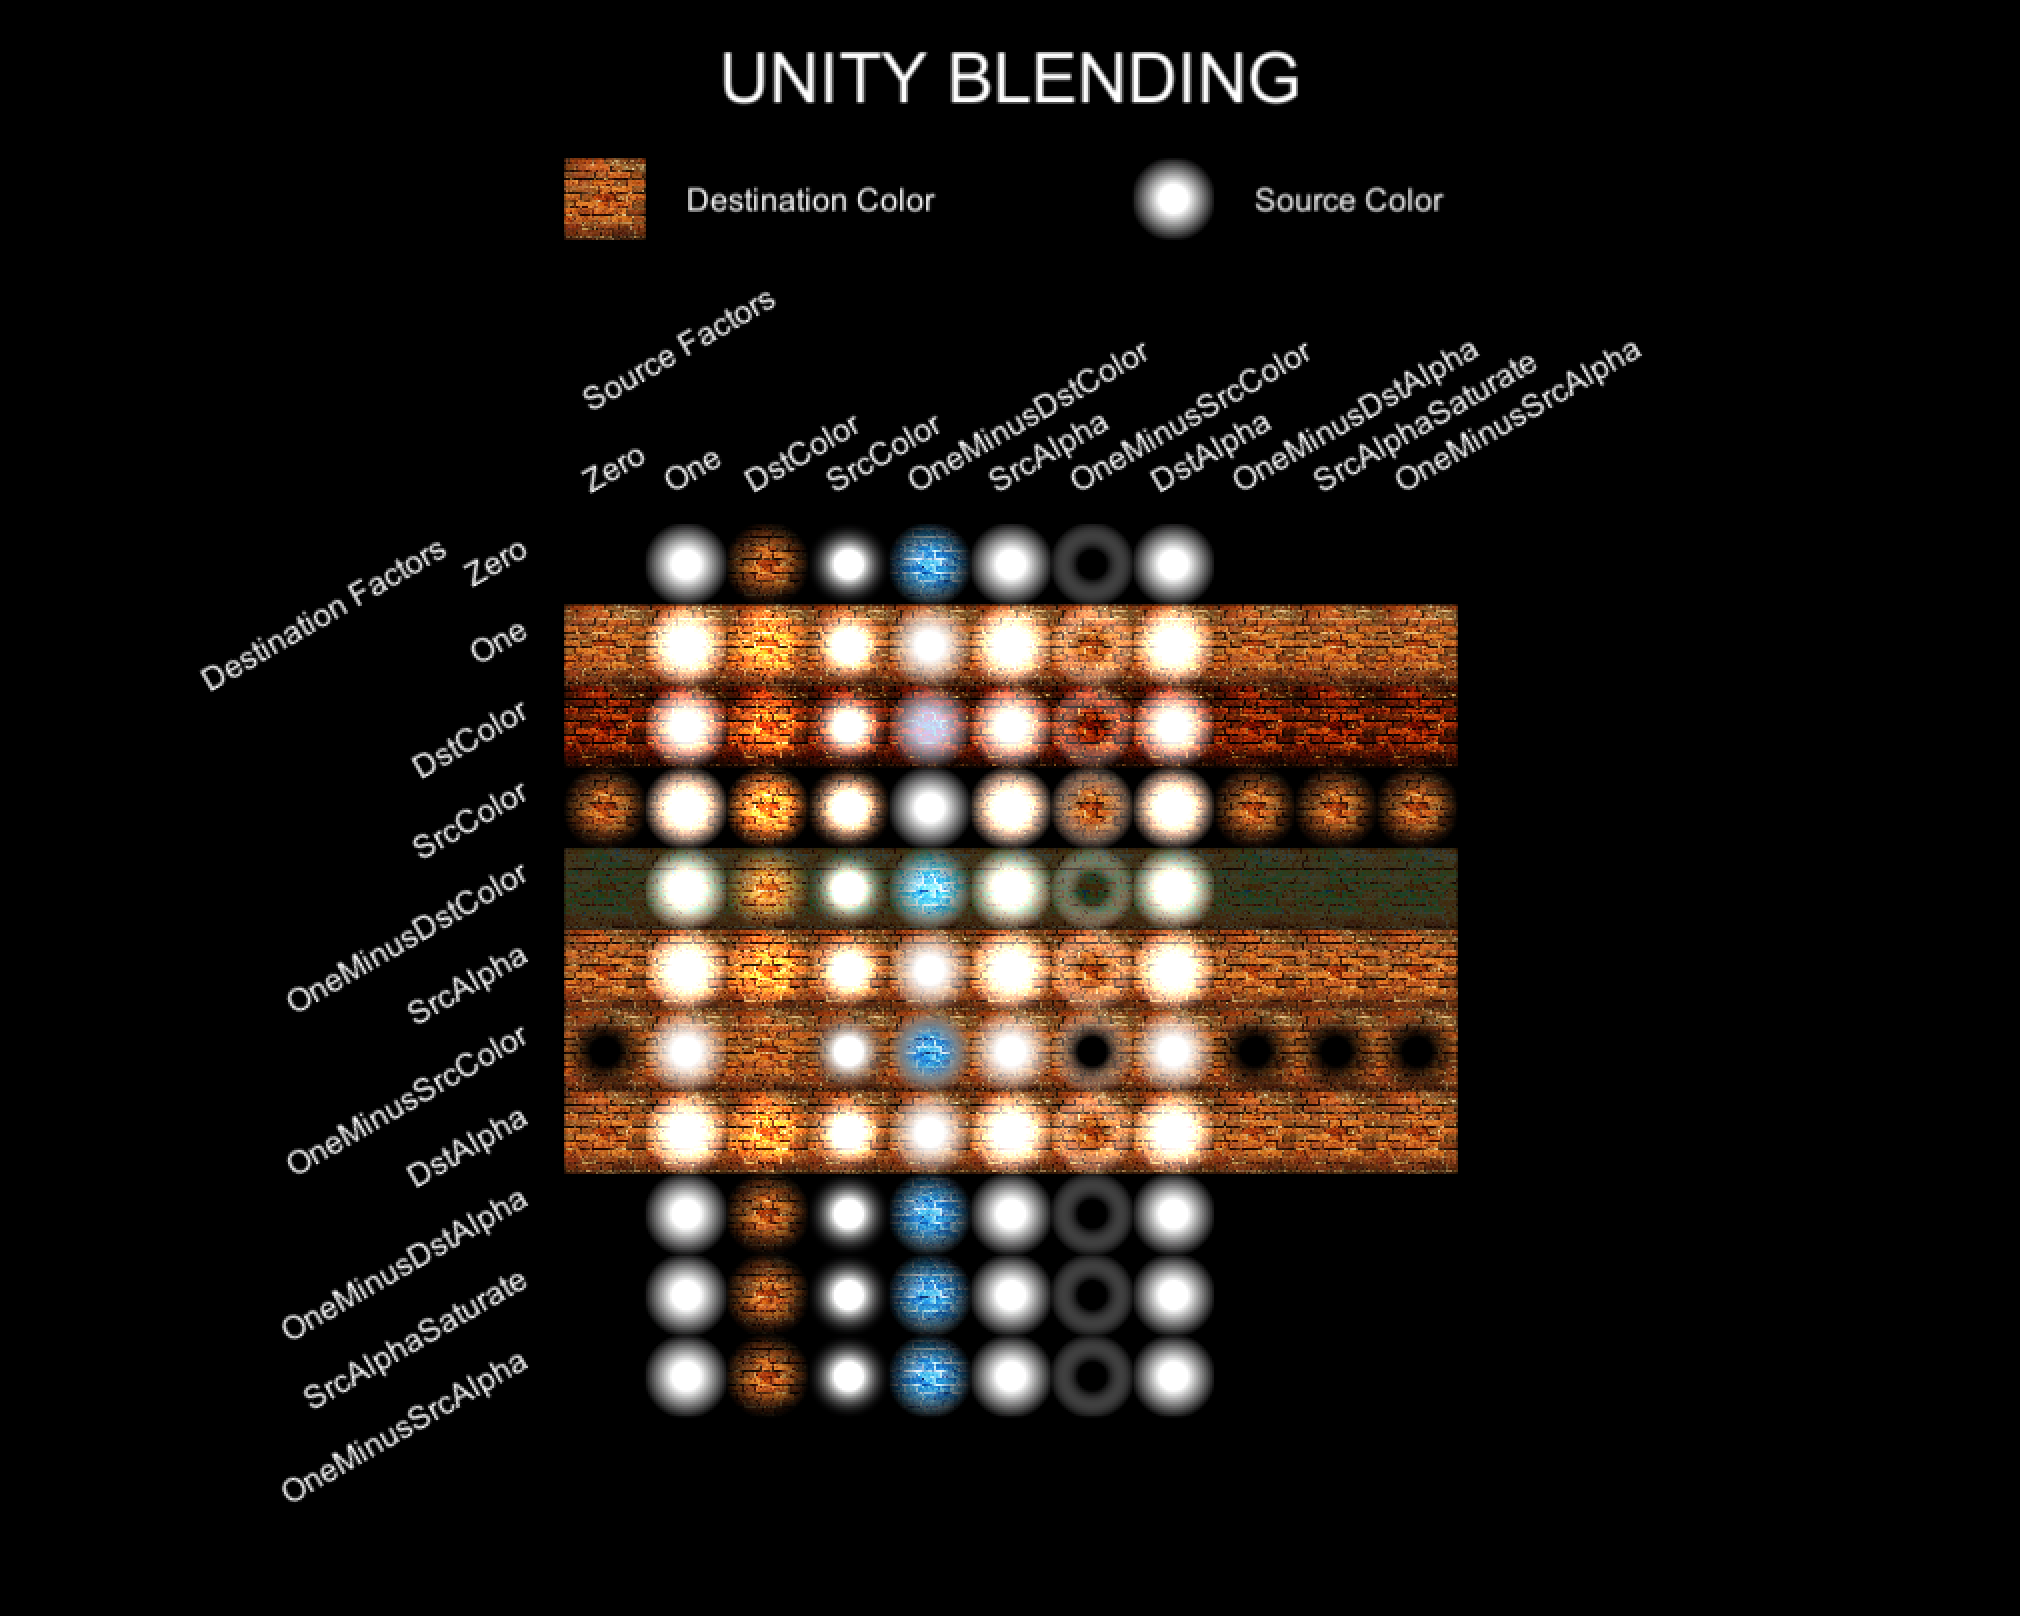 UNITY BLENDING
Destination Color
Source Color
Source Factors
Zero
One
DstColor
SrcColor
OneMinusDstColor
SrcAlpha
OneMinusSrcColor
DstAlpha
OneMinusDstAlpha
SrcAlphaSaturate
OneMinusSrcAlpha
Destination Factors
Zero
One
DstColor
SrcColor
OneMinusDstColor
SrcAlpha
OneMinusSrcColor
DstAlpha
OneMinusDstAlpha
SrcAlphaSaturate
OneMinusSrcAlpha